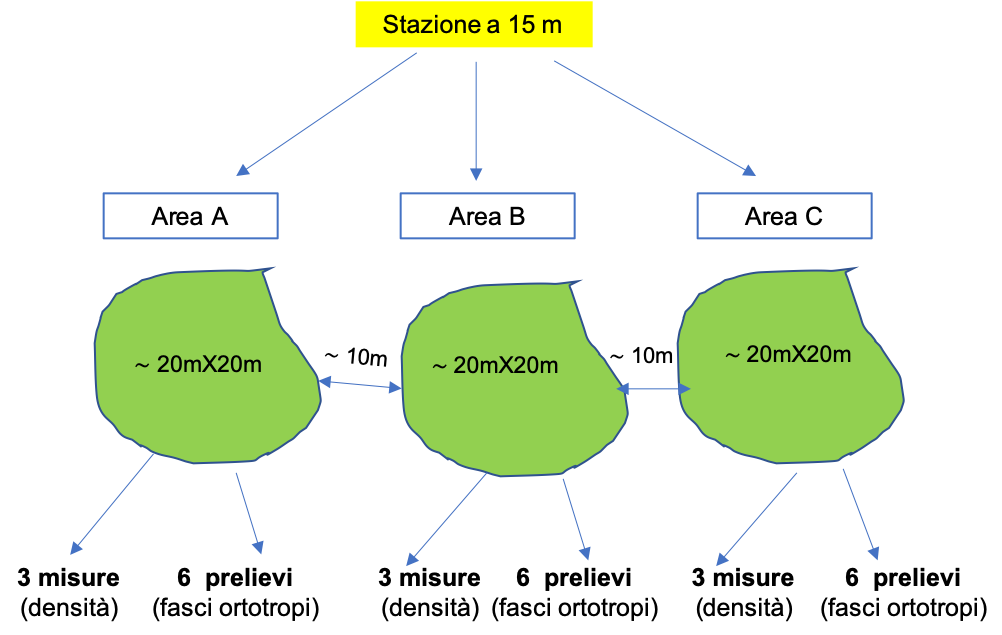 Stazione a 15 m
Area A
Area B
Area C
~ 20mX20m
~ 10m
~ 20mX20m
~ 10m
~ 20mX20m
3 misure
(densità)
6 prelievi
(fasci ortotropi)
3 misure
(densità)
6 prelievi
(fasci ortotropi)
3 misure
(densità)
6 prelievi
(fasci ortotropi)